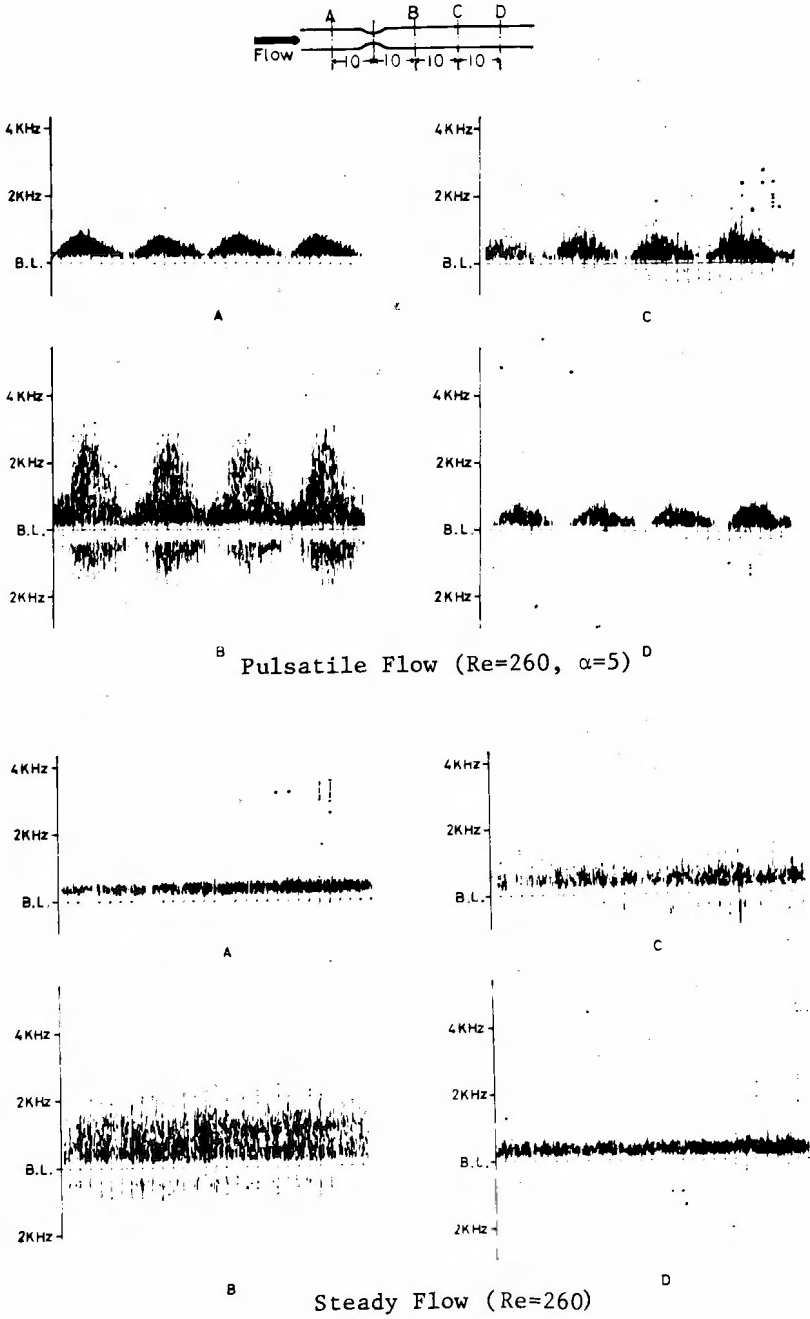 A B C D
Flow
10 10 10 10
4KHz
2KHz
B.L.
A
4KHz
2KHz
B.L.
C
4KHz
2KHz
B.L.
2KHz
B
4KHz
2KHz
B.L.
2KHz
D
Pulsatile Flow (Re=260, α=5)
4KHz
2KHz
B.L.
A
4KHz
2KHz
B.L.
C
4KHz
2KHz
B.L.
2KHz
B
4KHz
2KHz
B.L.
2KHz
D
Steady Flow (Re=260)